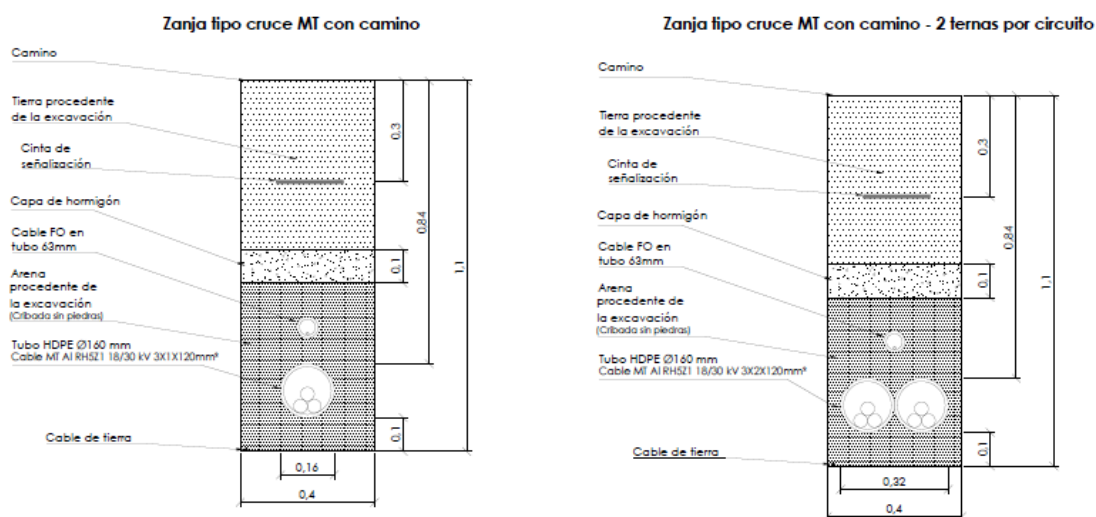 Zanja tipo cruce MT con camino
Camino
Tierra procedente
de la excavación
Cinta de
señalización
Capa de hormigón
Cable FO en
tubo 63mm
Arena
procedente de
la excavación
(Cribada sin piedras)
Tubo HDPE Ø160 mm
Cable MT Al RH5Z1 18/30 kV 3X1X120mm²
Cable de tierra
0,3
0,84
1,1
0,1
0,1
0,16
0,4
Zanja tipo cruce MT con camino - 2 ternas por circuito
Camino
Tierra procedente
de la excavación
Cinta de
señalización
Capa de hormigón
Cable FO en
tubo 63mm
Arena
procedente de
la excavación
(Cribada sin piedras)
Tubo HDPE Ø160 mm
Cable MT Al RH5Z1 18/30 kV 3X2X120mm²
Cable de tierra
0,3
0,84
1,1
0,1
0,1
0,32
0,4